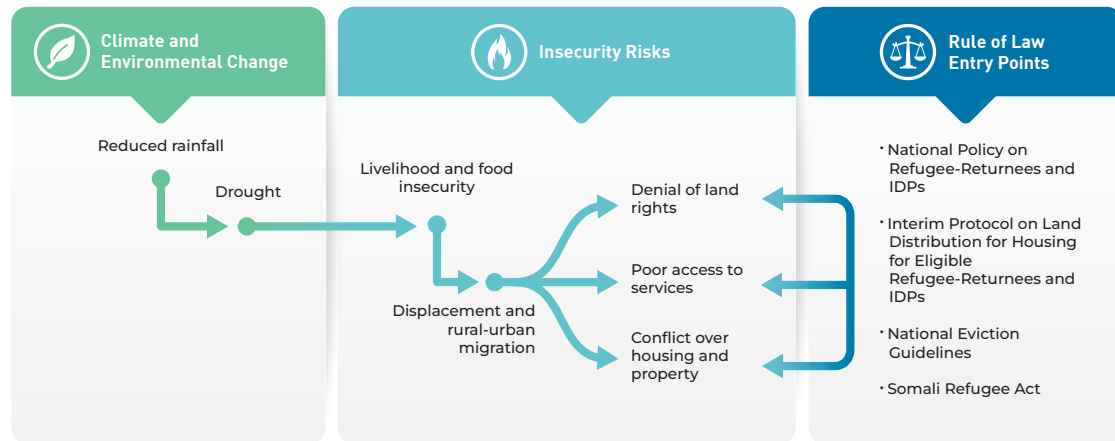 Climate and
Environmental Change
Insecurity Risks
Rule of Law
Entry Points
Reduced rainfall
Drought
Livelihood and food
insecurity
Displacement and
rural-urban
migration
Denial of land
rights
Poor access to
services
Conflict over
housing and
property
· National Policy on
Refugee-Returnees and
IDPs
· Interim Protocol on Land
Distribution for Housing
for Eligible
Refugee-Returnees and
IDPs
· National Eviction
Guidelines
· Somali Refugee Act